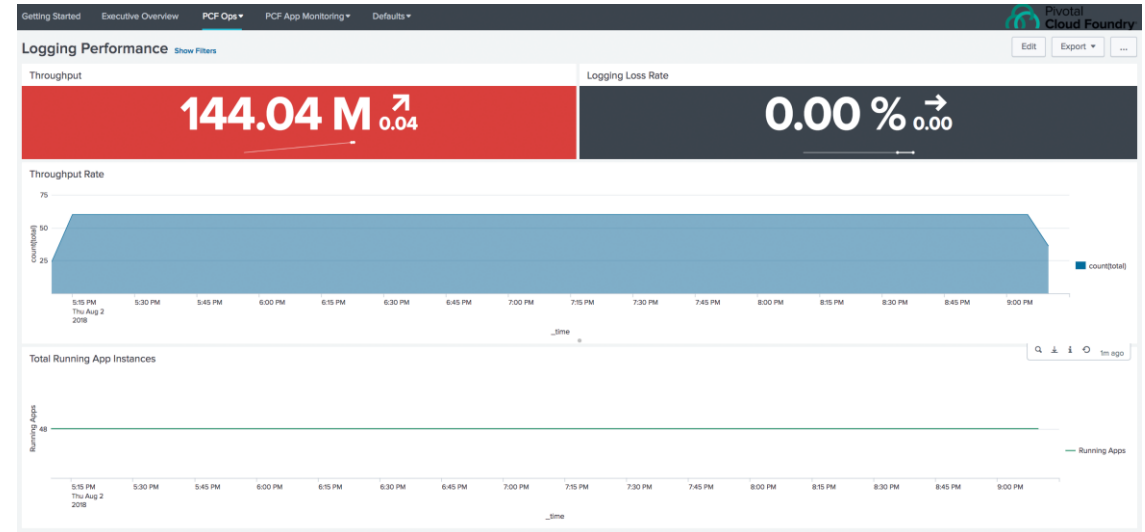 Getting Started Executive Overview PCF Ops▾ PCF App Monitoring▾ Defaults▾
Pivotal
Cloud Foundry
Logging Performance Show Filters
Edit Export ▾ ...
Throughput
144.04 M 0.04
Logging Loss Rate
0.00 % 0.00
Throughput Rate
75
50
25
count(total)
count(total)
5:15 PM 5:30 PM 5:45 PM 6:00 PM 6:15 PM 6:30 PM 6:45 PM 7:00 PM 7:15 PM 7:30 PM 7:45 PM 8:00 PM 8:15 PM 8:30 PM 8:45 PM 9:00 PM
Thu Aug 2
2018
_time
Total Running App Instances
1m ago
Running Apps
48
Running Apps
5:15 PM 5:30 PM 5:45 PM 6:00 PM 6:15 PM 6:30 PM 6:45 PM 7:00 PM 7:15 PM 7:30 PM 7:45 PM 8:00 PM 8:15 PM 8:30 PM 8:45 PM 9:00 PM
Thu Aug 2
2018
_time